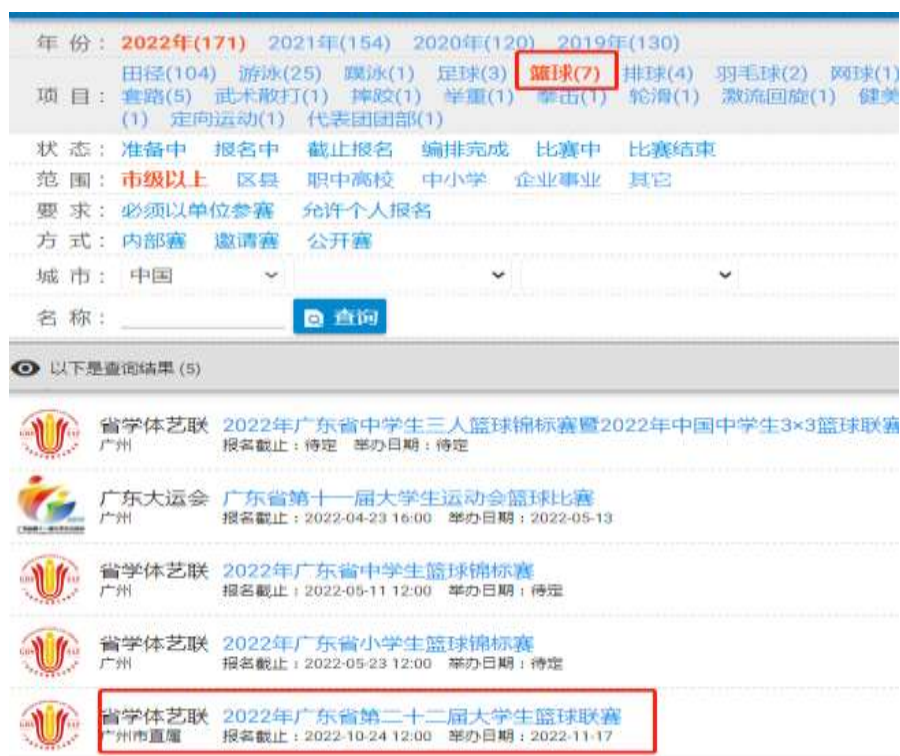 年 份： 2022年(171) 2021年(154) 2020年(120) 2019年(130)
田径(104) 游泳(25) 蹼泳(1) 足球(3) 篮球(7) 排球(4) 羽毛球(2) 网球(1)
项 目： 套路(5) 武术散打(1) 摔跤(1) 举重(1) 拳击(1) 轮滑(1) 激流回旋(1) 健美
(1) 定向运动(1) 代表团团部(1)
状 态： 准备中 报名中 截止报名 编排完成 比赛中 比赛结束
范 围： 市级以上 区县 职中高校 中小学 企业事业 其它
要 求： 必须以单位参赛 允许个人报名
方 式： 内部赛 邀请赛 公开赛
城 市： 中国
名 称： 查询
以下是查询结果 (5)
省学体艺联 2022年广东省中学生三人篮球锦标赛暨2022年中国中学生3×3篮球联赛
广州 报名截止：待定 举办日期：待定
广东大运会 广东省第十一届大学生运动会篮球比赛
广州 报名截止：2022-04-23 16:00 举办日期：2022-05-13
省学体艺联 2022年广东省中学生篮球锦标赛
广州 报名截止：2022-05-11 12:00 举办日期：待定
省学体艺联 2022年广东省小学生篮球锦标赛
广州 报名截止：2022-05-23 12:00 举办日期：待定
省学体艺联 2022年广东省第二十二届大学生篮球联赛
广州市直属 报名截止：2022-10-24 12:00 举办日期：2022-11-17